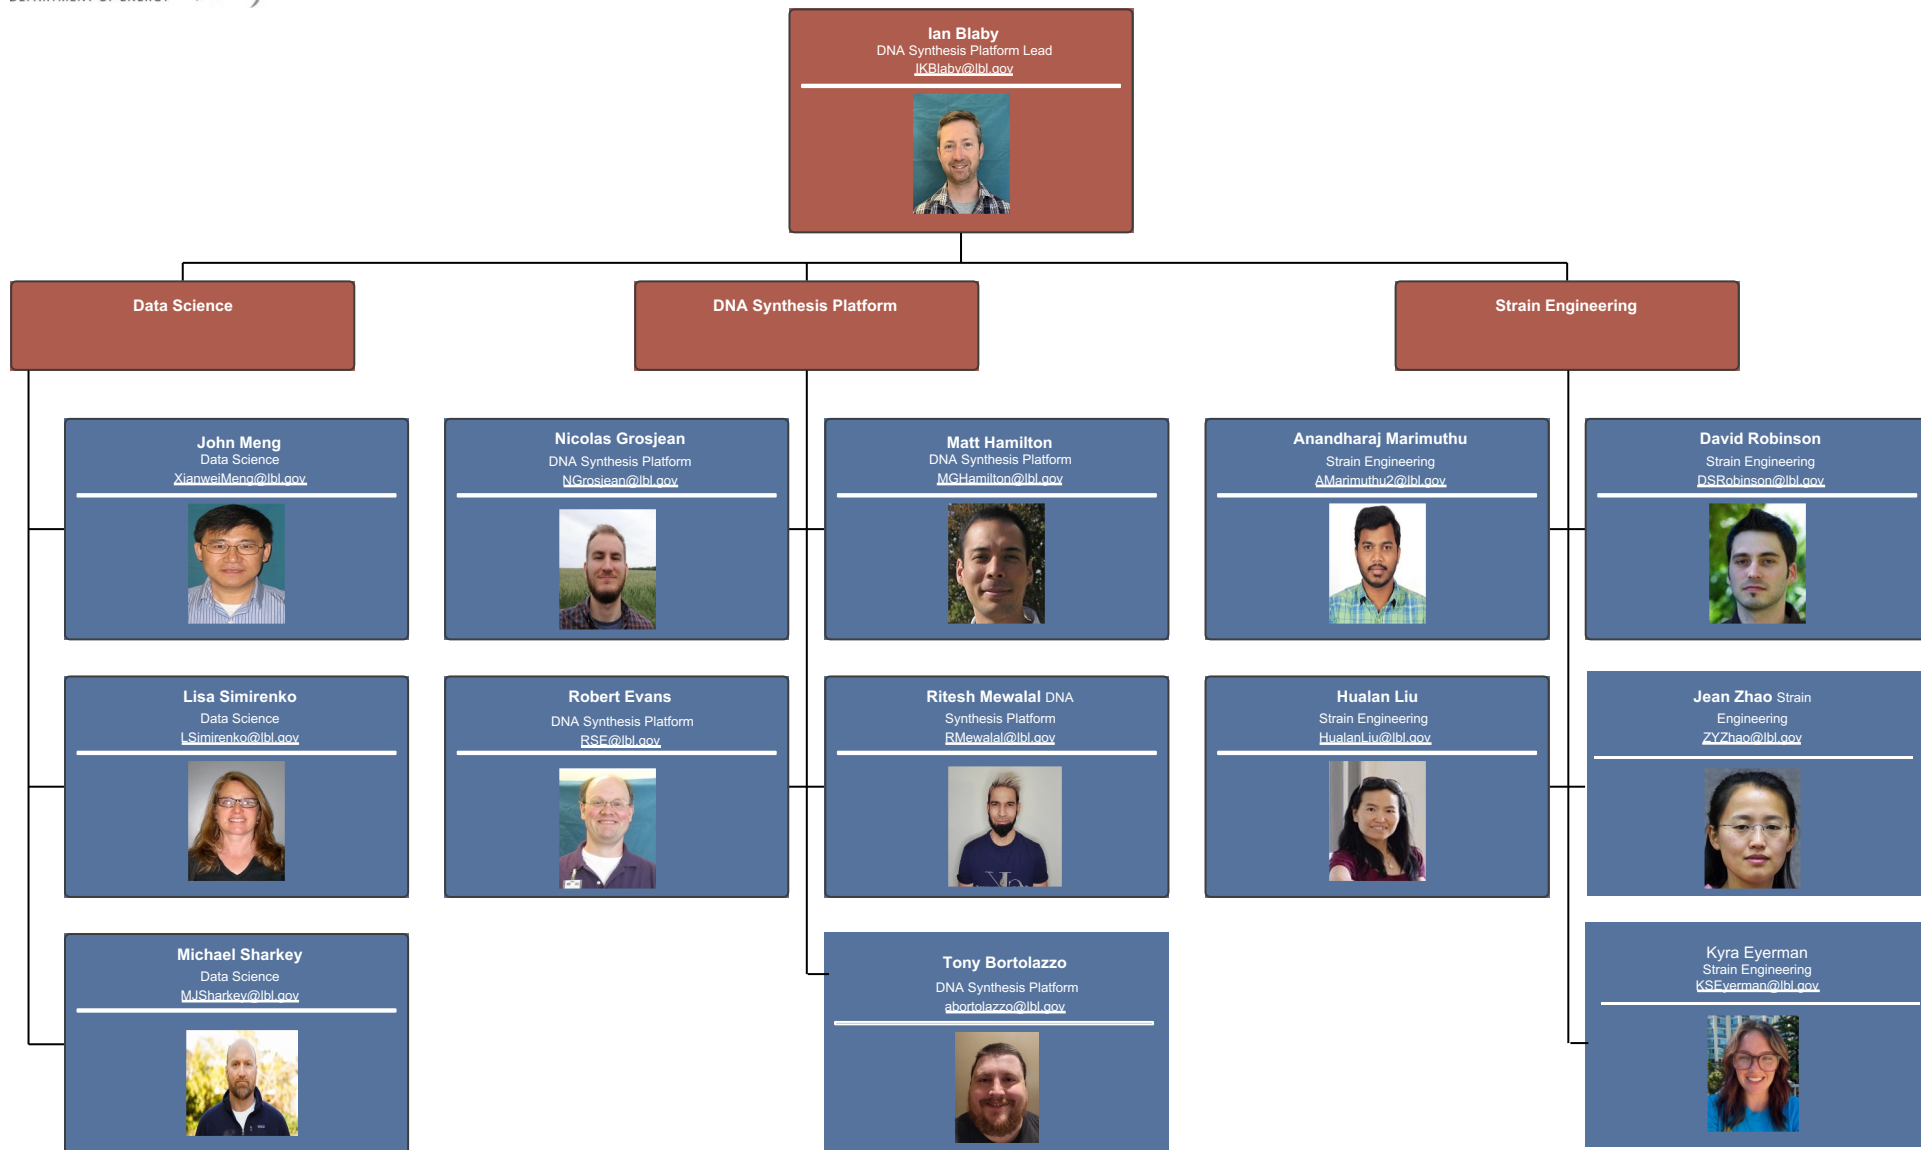 DEPARTMENT OF ENERGY
Ian Blaby
DNA Synthesis Platform Lead
IKBlaby@lbl.gov
Data Science
DNA Synthesis Platform
Strain Engineering
John Meng
Data Science
XianweiMeng@lbl.gov
Nicolas Grosjean
DNA Synthesis Platform
NGrosjean@lbl.gov
Matt Hamilton
DNA Synthesis Platform
MGHamilton@lbl.gov
Anandharaj Marimuthu
Strain Engineering
AMarimuthu2@lbl.gov
David Robinson
Strain Engineering
DSRobinson@lbl.gov
Lisa Simirenko
Data Science
LSimirenko@lbl.gov
Robert Evans
DNA Synthesis Platform
RSE@lbl.gov
Ritesh Mewalal DNA
Synthesis Platform
RMewalal@lbl.gov
Hualan Liu
Strain Engineering
HualanLiu@lbl.gov
Jean Zhao Strain
Engineering
ZYZhao@lbl.gov
Michael Sharkey
Data Science
MJSharkey@lbl.gov
Tony Bortolazzo
DNA Synthesis Platform
abortolazzo@lbl.gov
Kyra Eyerman
Strain Engineering
KSEyerman@lbl.gov